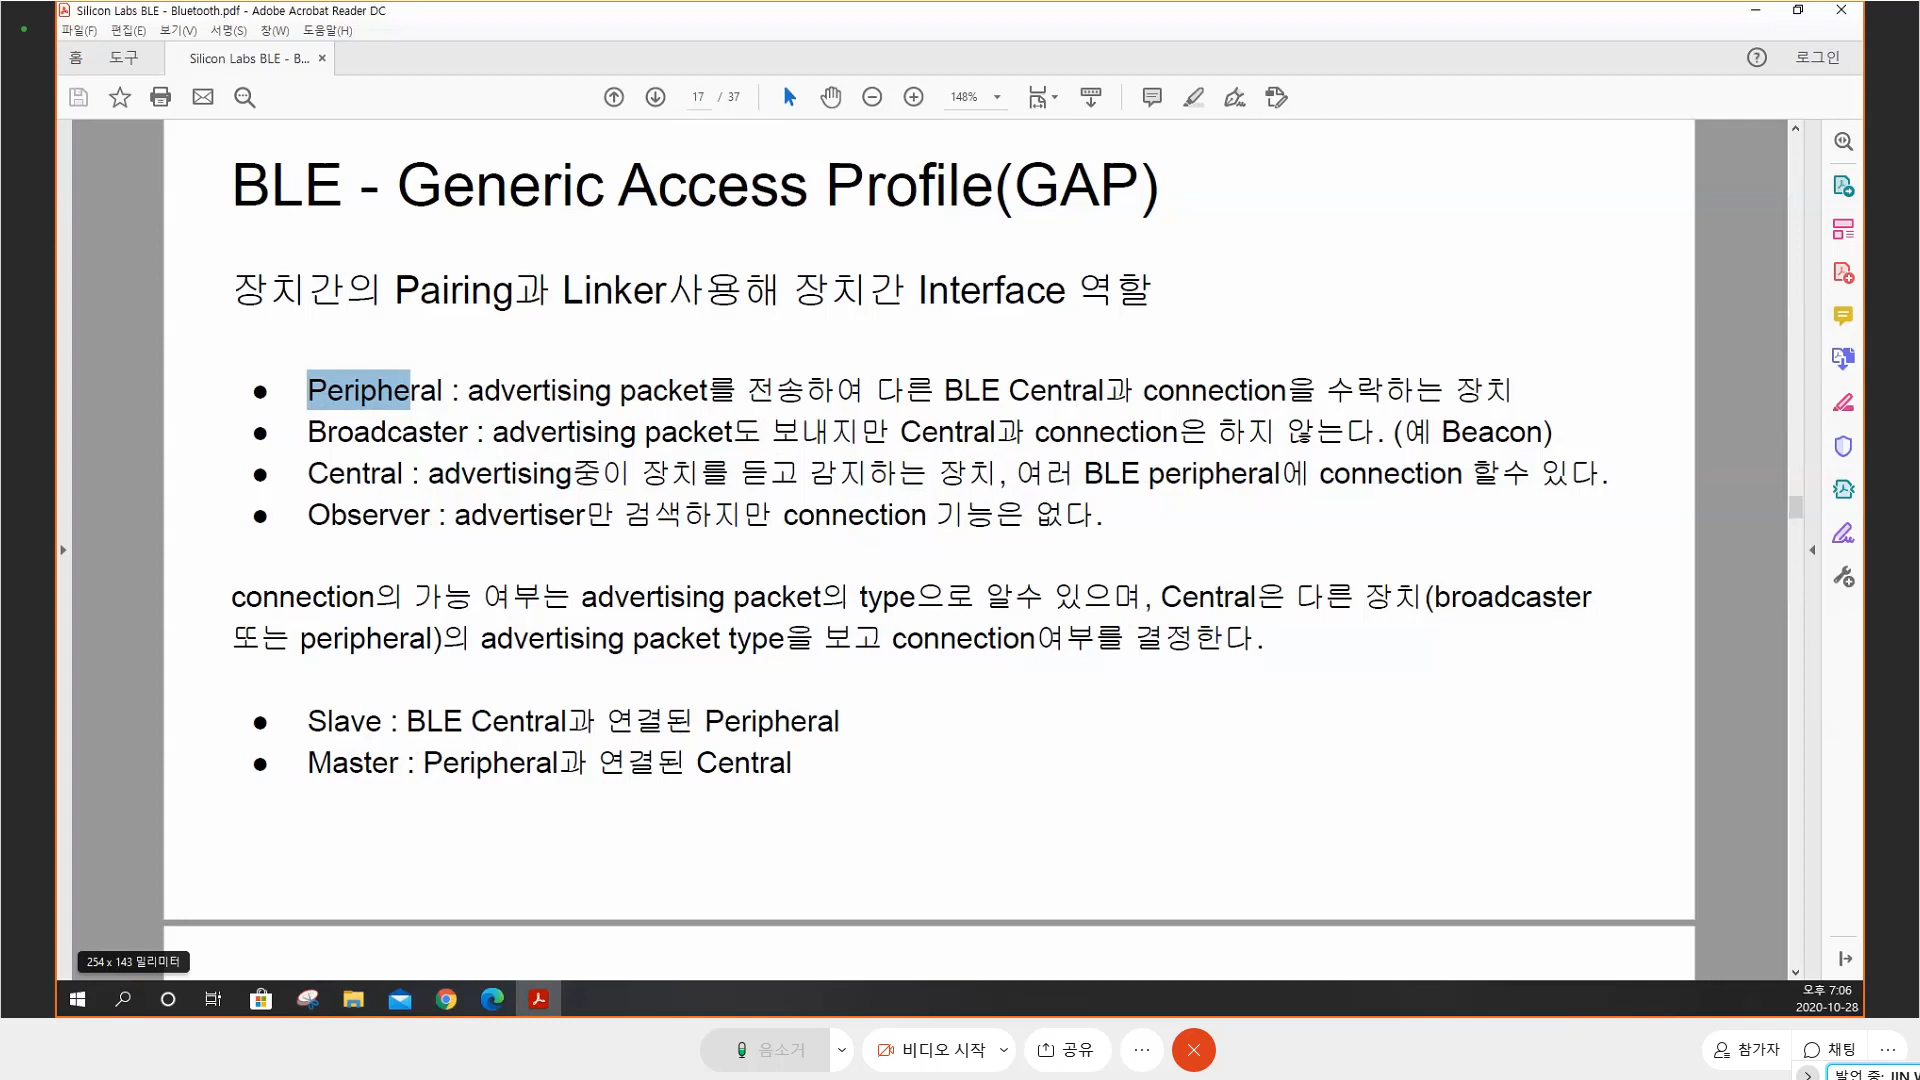 Silicon Labs BLE - Bluetooth.pdf - Adobe Acrobat Reader DC
파일(F) 편집(E) 보기(V) 서명(S) 창(W) 도움말(H)
홈 도구 Silicon Labs BLE - B... × 로그인
17 / 37 148%
BLE - Generic Access Profile(GAP)
장치간의 Pairing과 Linker사용해 장치간 Interface 역할
● Peripheral : advertising packet를 전송하여 다른 BLE Central과 connection을 수락하는 장치
● Broadcaster : advertising packet도 보내지만 Central과 connection은 하지 않는다. (예 Beacon)
● Central : advertising중이 장치를 듣고 감지하는 장치, 여러 BLE peripheral에 connection 할수 있다.
● Observer : advertiser만 검색하지만 connection 기능은 없다.
connection의 가능 여부는 advertising packet의 type으로 알수 있으며, Central은 다른 장치(broadcaster
또는 peripheral)의 advertising packet type을 보고 connection여부를 결정한다.
● Slave : BLE Central과 연결된 Peripheral
● Master : Peripheral과 연결된 Central
254 x 143 밀리미터
오후 7:06
2020-10-28
음소거 비디오 시작 공유 참가자 채팅
발언 중: JIN